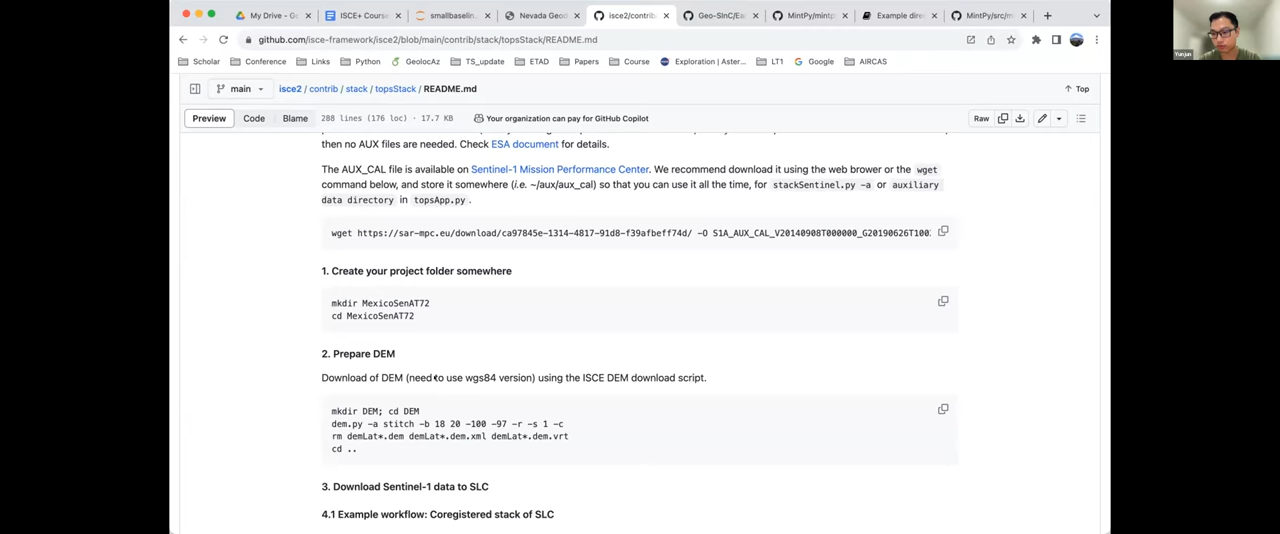 My Drive - G
ISCE+ Course
smallbaselin
Nevada Geod
isce2/contrib
Geo-SInC/Ea
MintPy/mintp
Example dire
MintPy/src/m
github.com/isce-framework/isce2/blob/main/contrib/stack/topsStack/README.md
Scholar
Conference
Links
Python
GeolocAz
TS_update
ETAD
Papers
Course
Exploration | Aster...
LT1
Google
AIRCAS
Yunjun
main
isce2 / contrib / stack / topsStack / README.md
Top
Preview
Code
Blame
288 lines (176 loc) · 17.7 KB
Your organization can pay for GitHub Copilot
Raw
then no AUX files are needed. Check ESA document for details.
The AUX_CAL file is available on Sentinel-1 Mission Performance Center. We recommend download it using the web brower or the wget
command below, and store it somewhere (i.e. ~/aux/aux_cal) so that you can use it all the time, for stackSentinel.py -a or auxiliary
data directory in topsApp.py.
wget https://sar-mpc.eu/download/ca97845e-1314-4817-91d8-f39afbeff74d/ -O S1A_AUX_CAL_V20140908T000000_G20190626T100
1. Create your project folder somewhere
mkdir MexicoSenAT72
cd MexicoSenAT72
2. Prepare DEM
Download of DEM (need to use wgs84 version) using the ISCE DEM download script.
mkdir DEM; cd DEM
dem.py -a stitch -b 18 20 -100 -97 -r -s 1 -c
rm demLat*.dem demLat*.dem.xml demLat*.dem.vrt
cd ..
3. Download Sentinel-1 data to SLC
4.1 Example workflow: Coregistered stack of SLC